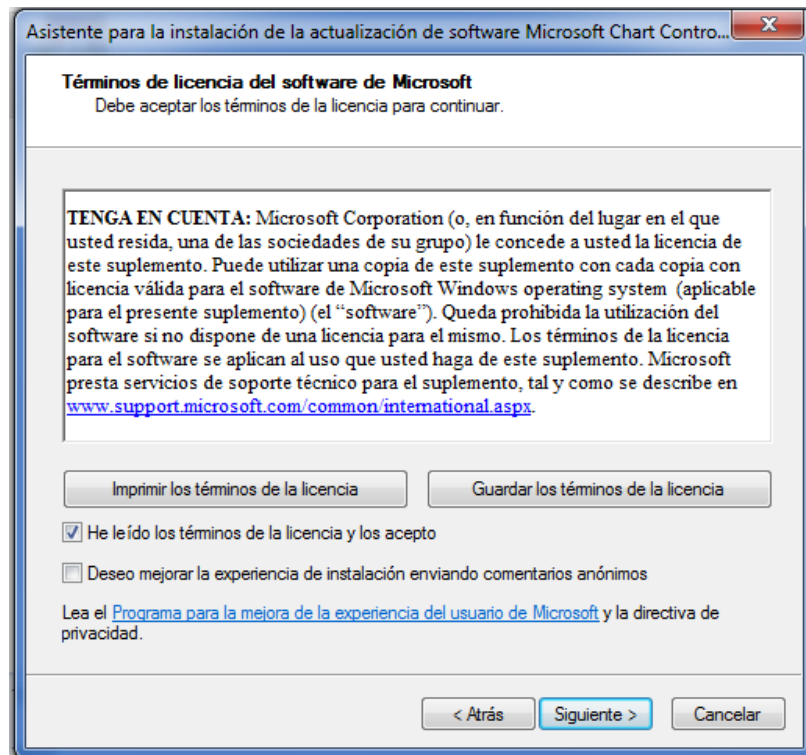 Asistente para la instalación de la actualización de software Microsoft Chart Contro...
Términos de licencia del software de Microsoft
Debe aceptar los términos de la licencia para continuar.
TENGA EN CUENTA: Microsoft Corporation (o, en función del lugar en el que
usted resida, una de las sociedades de su grupo) le concede a usted la licencia de
este suplemento. Puede utilizar una copia de este suplemento con cada copia con
licencia válida para el software de Microsoft Windows operating system (aplicable
para el presente suplemento) (el “software”). Queda prohibida la utilización del
software si no dispone de una licencia para el mismo. Los términos de la licencia
para el software se aplican al uso que usted haga de este suplemento. Microsoft
presta servicios de soporte técnico para el suplemento, tal y como se describe en
www.support.microsoft.com/common/international.aspx.
Imprimir los términos de la licencia
Guardar los términos de la licencia
He leído los términos de la licencia y los acepto
Deseo mejorar la experiencia de instalación enviando comentarios anónimos
Lea el Programa para la mejora de la experiencia del usuario de Microsoft y la directiva de
privacidad.
< Atrás
Siguiente >
Cancelar